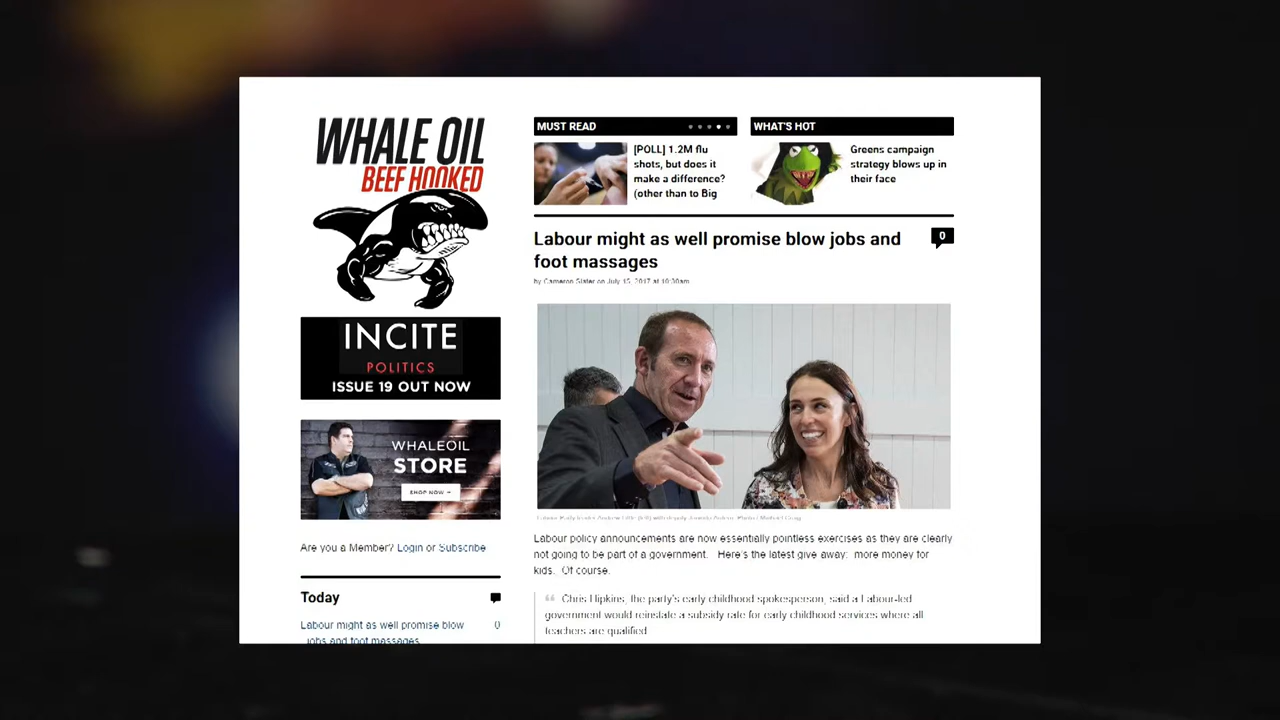 WHALE OIL
BEEF HOOKED
INCITE
POLITICS
ISSUE 19 OUT NOW
WHALEOIL
STORE
SHOP NOW
Are you a Member? Login or Subscribe
Today
Labour might as well promise blow 0
jobs and foot massages
MUST READ
[POLL] 1.2M flu
shots, but does it
make a difference?
(other than to Big
WHAT'S HOT
Greens campaign
strategy blows up in
their face
Labour might as well promise blow jobs and
foot massages
0
by Cameron Slater on July 15, 2017 at 10:30am
Labour policy announcements are now essentially pointless exercises as they are clearly
not going to be part of a government. Here's the latest give away: more money for
kids. Of course.
Chris Hipkins, the party's early childhood spokesperson, said a Labour-led
government would reinstate a subsidy rate for early childhood services where all
teachers are qualified